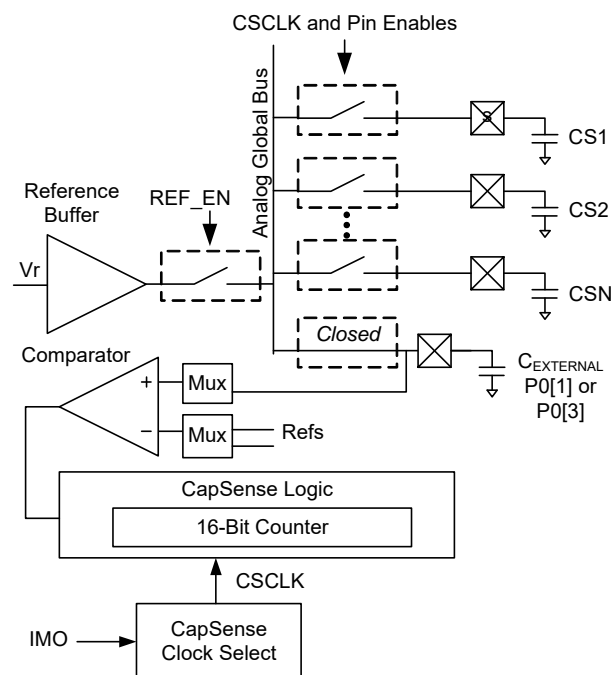 CSCLK and Pin Enables
Analog Global Bus
S
CS1
Reference
Buffer
REF_EN
CS2
Vr
CSN
Closed
Comparator
CEXTERNAL
P0[1] or
P0[3]
+
Mux
−
Mux
Refs
CapSense Logic
16-Bit Counter
CSCLK
IMO
CapSense
Clock Select